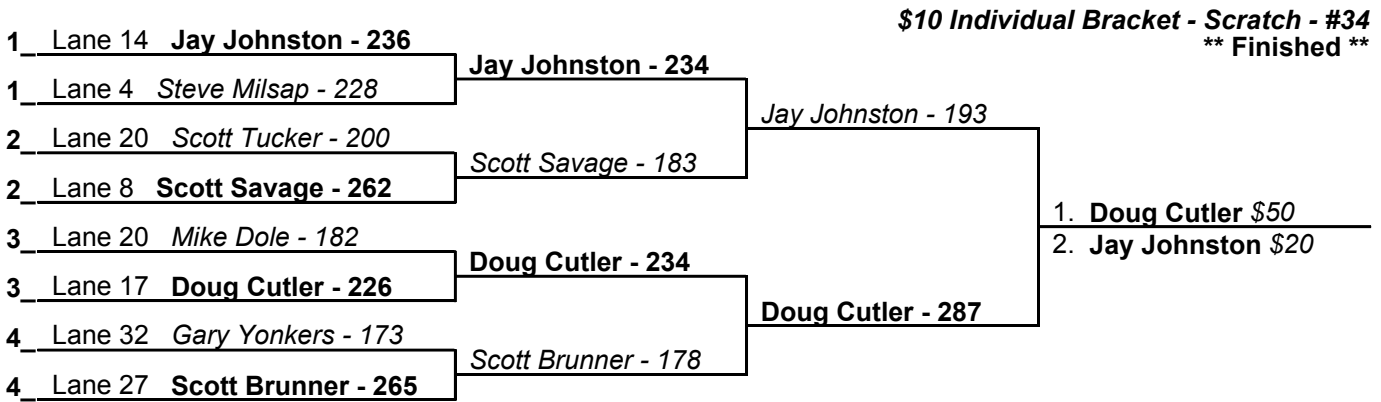 $10 Individual Bracket - Scratch - #34
** Finished **
1_ Lane 14 Jay Johnston - 236
1_ Lane 4 Steve Milsap - 228
2_ Lane 20 Scott Tucker - 200
2_ Lane 8 Scott Savage - 262
3_ Lane 20 Mike Dole - 182
3_ Lane 17 Doug Cutler - 226
4_ Lane 32 Gary Yonkers - 173
4_ Lane 27 Scott Brunner - 265
Jay Johnston - 234
Scott Savage - 183
Doug Cutler - 234
Scott Brunner - 178
Jay Johnston - 193
Doug Cutler - 287
1. Doug Cutler $50
2. Jay Johnston $20